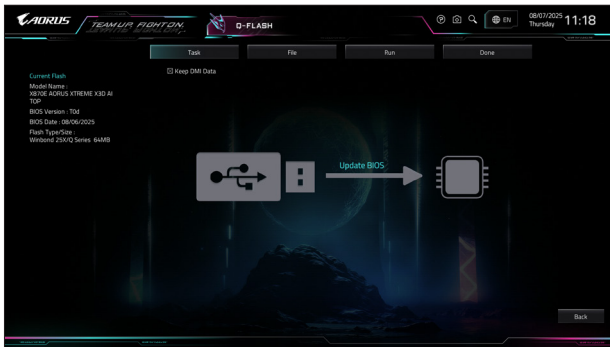 AORUS
TEAM UP. FIGHT ON.
Q-FLASH
EN
08/07/2025
Thursday
11:18
Task
File
Run
Done
Keep DMI Data
Current Flash
Model Name :
X870E AORUS XTREME X3D AI
TOP
BIOS Version : T0d
BIOS Date : 08/06/2025
Flash Type/Size :
Winbond 25X/Q Series 64MB
Update BIOS
Back